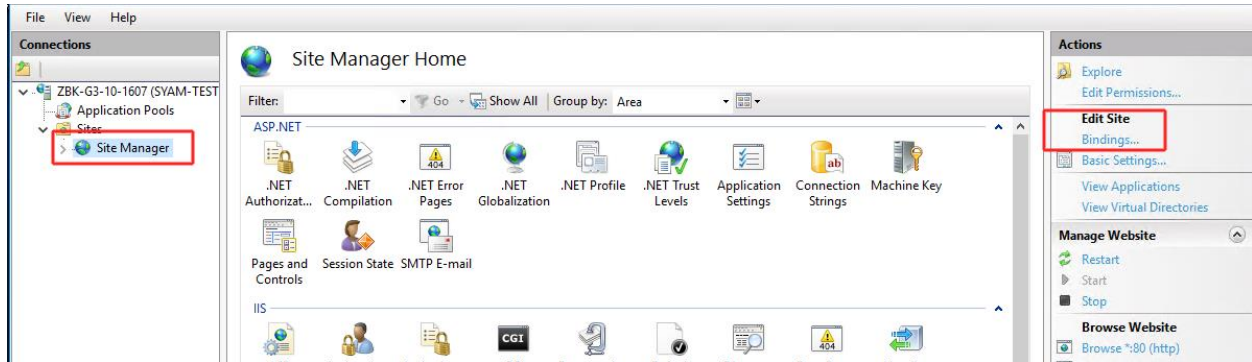 File View Help
Connections
ZBK-G3-10-1607 (SYAM-TEST
Application Pools
Sites
Site Manager
Site Manager Home
Filter: Go Show All Group by: Area
ASP.NET
.NET Authorizat...
.NET Compilation
.NET Error Pages
.NET Globalization
.NET Profile
.NET Trust Levels
Application Settings
Connection Strings
Machine Key
Pages and Controls
Session State
SMTP E-mail
IIS
404
ab
CGI
404
Actions
Explore
Edit Permissions...
Edit Site
Bindings...
Basic Settings...
View Applications
View Virtual Directories
Manage Website
Restart
Start
Stop
Browse Website
Browse *:80 (http)